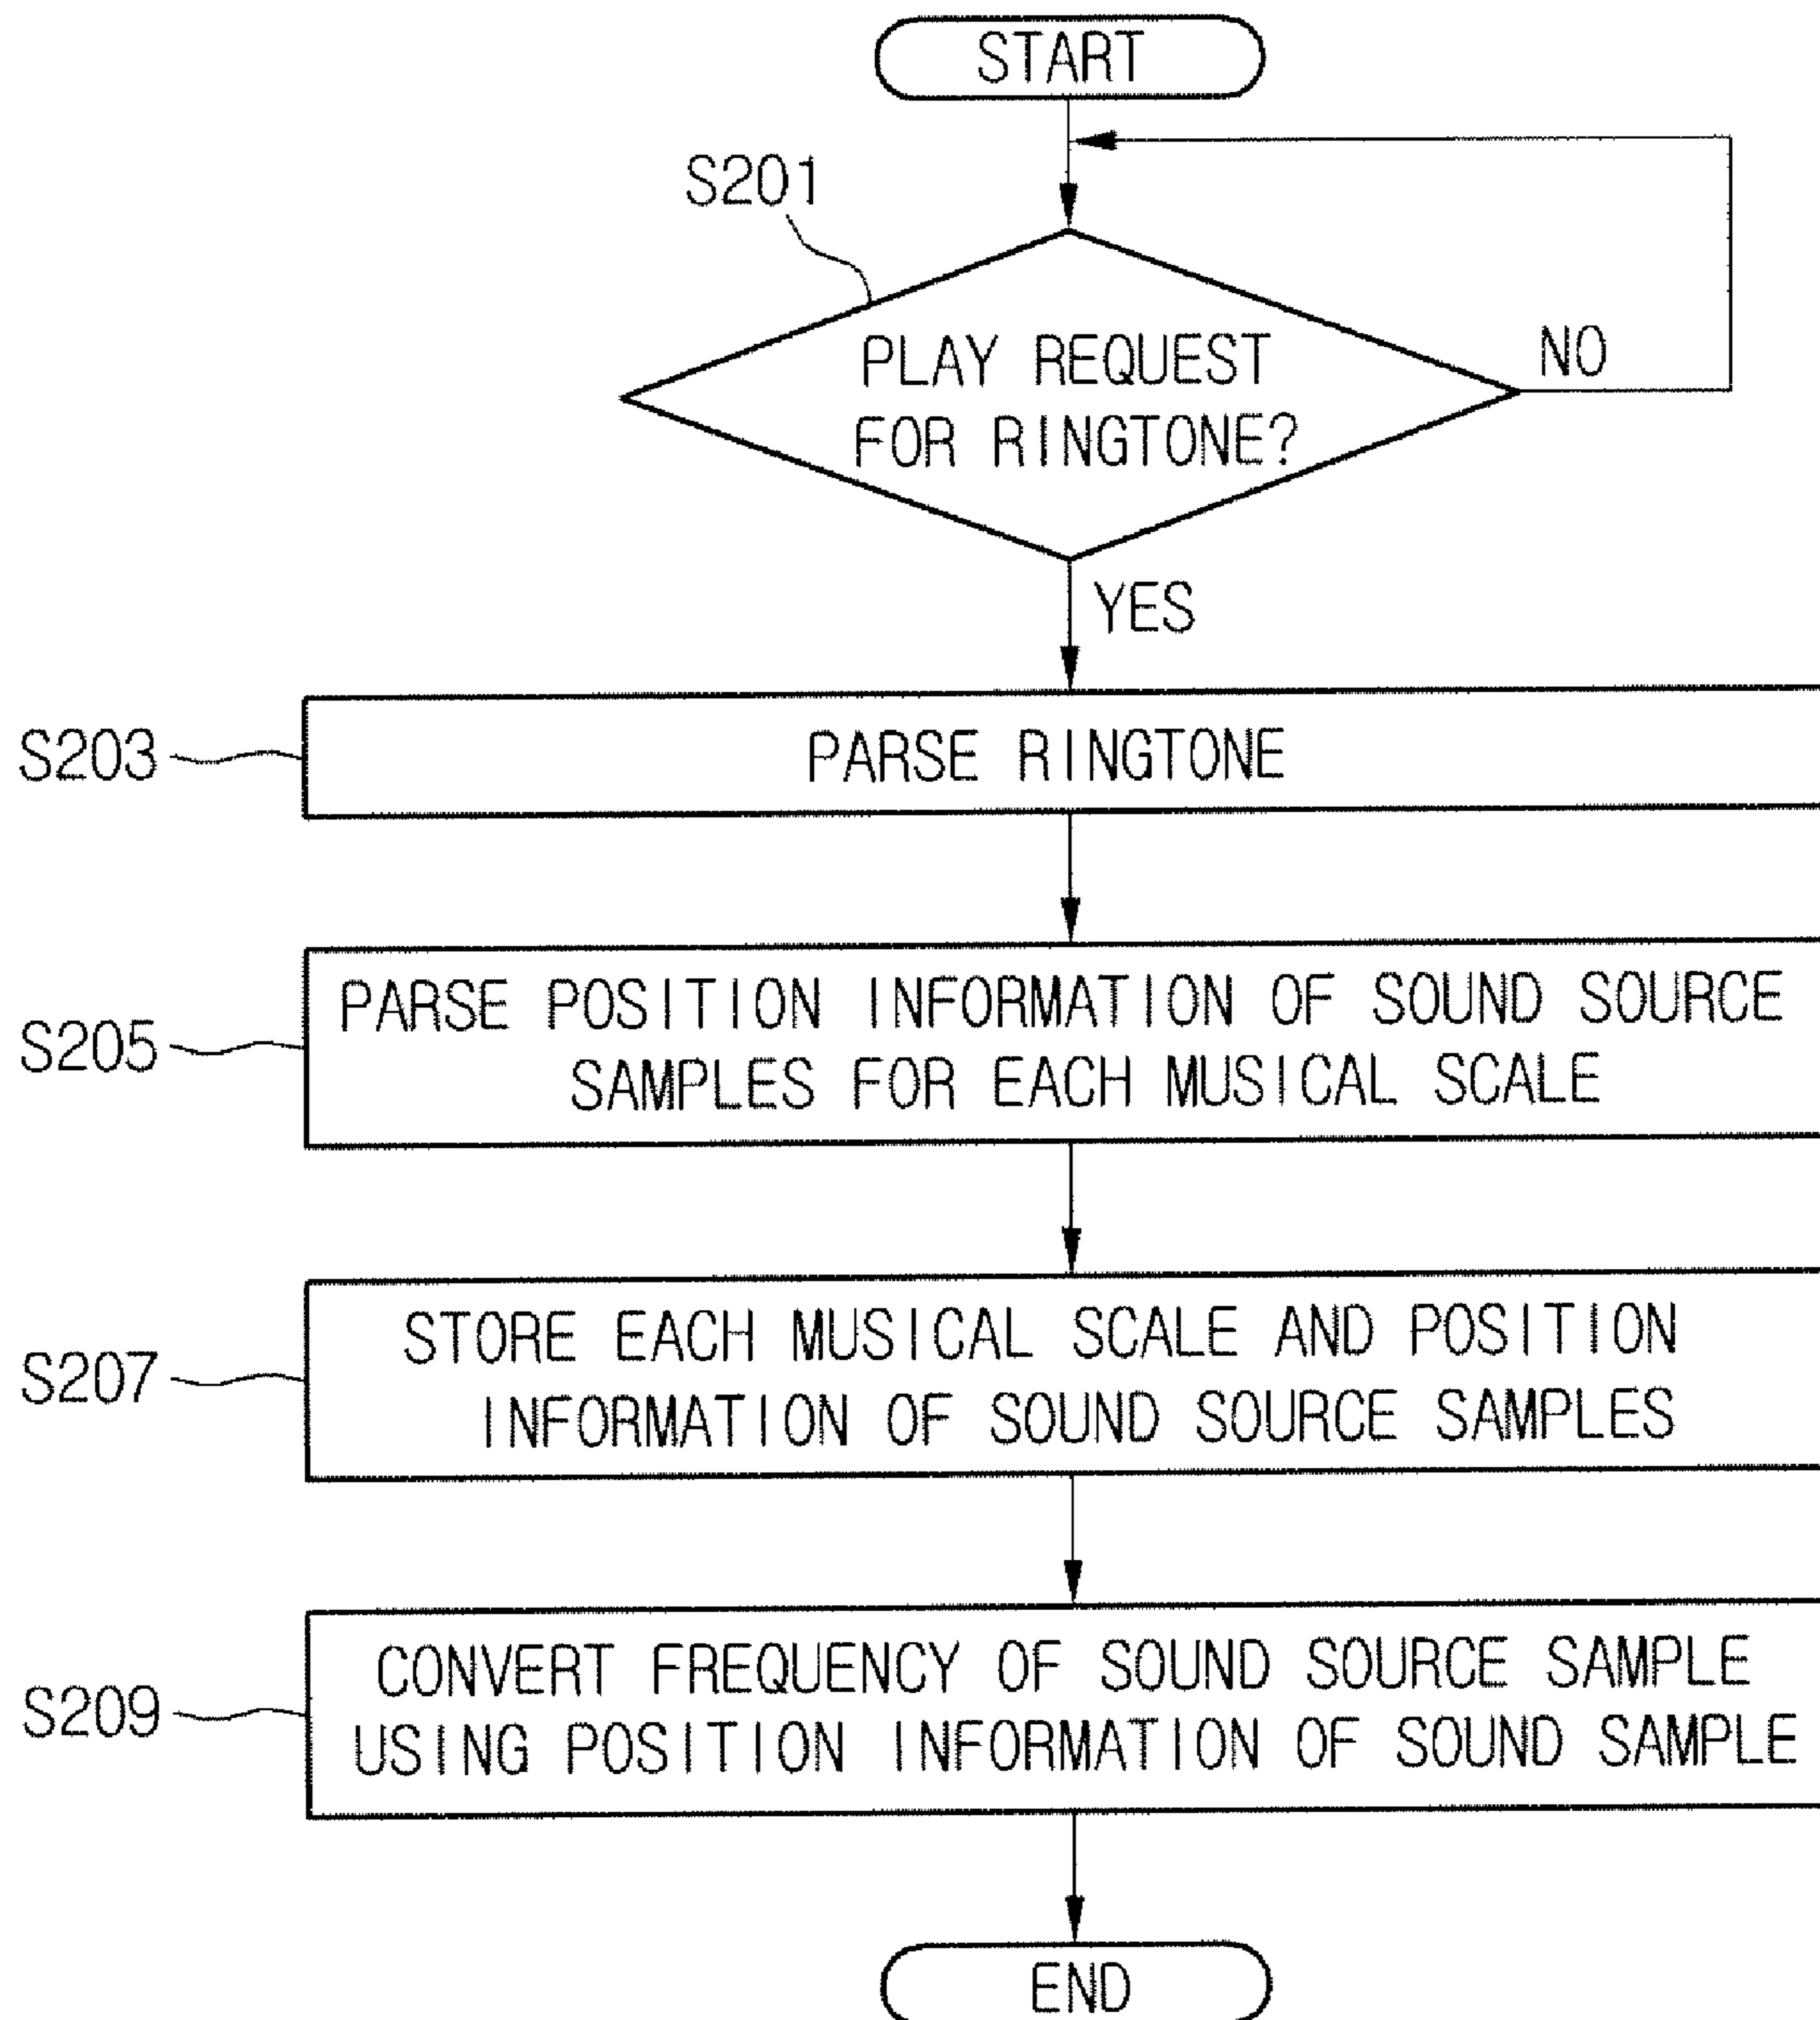 START
S201
PLAY REQUEST
FOR RINGTONE?
NO
YES
S203
PARSE RINGTONE
S205
PARSE POSITION INFORMATION OF SOUND SOURCE
SAMPLES FOR EACH MUSICAL SCALE
S207
STORE EACH MUSICAL SCALE AND POSITION
INFORMATION OF SOUND SOURCE SAMPLES
S209
CONVERT FREQUENCY OF SOUND SOURCE SAMPLE
USING POSITION INFORMATION OF SOUND SAMPLE
END